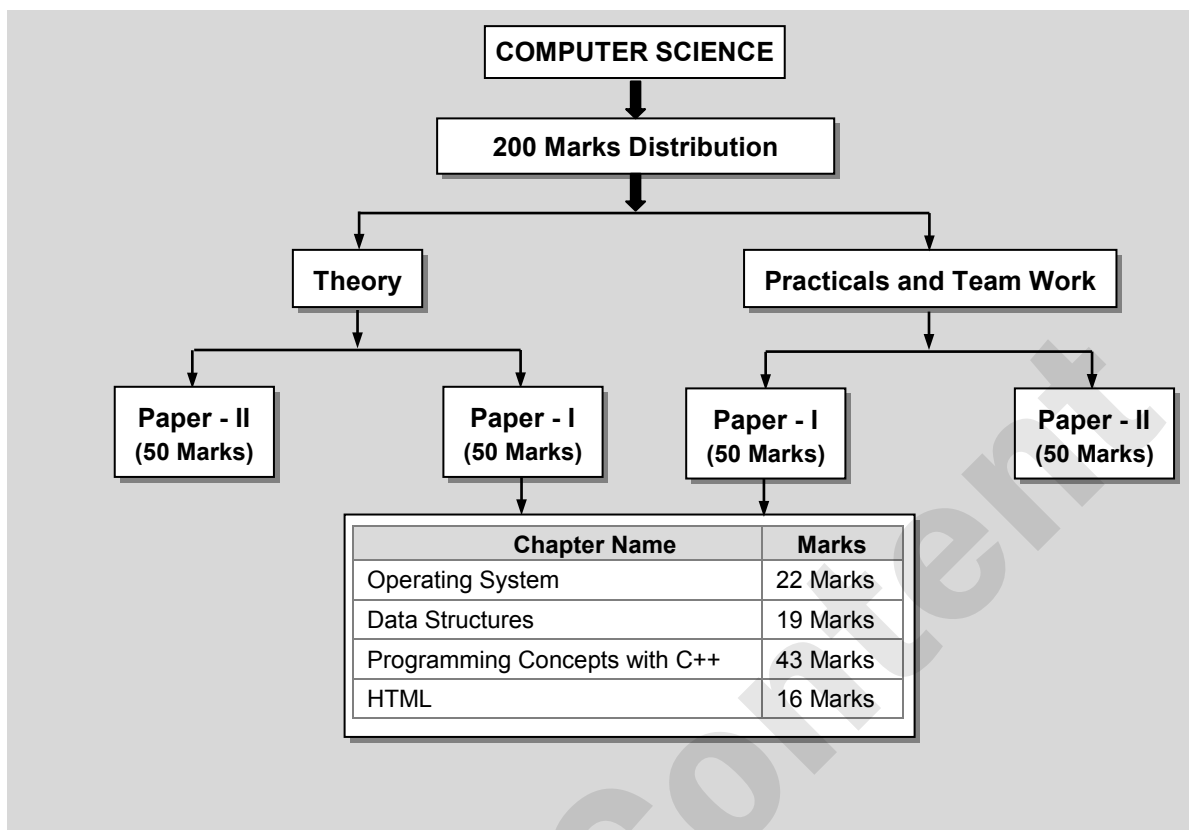 COMPUTER SCIENCE
200 Marks Distribution
Theory
Practicals and Team Work
Paper - II
(50 Marks)
Paper - I
(50 Marks)
Paper - I
(50 Marks)
Paper - II
(50 Marks)
Chapter Name Marks
Operating System 22 Marks
Data Structures 19 Marks
Programming Concepts with C++ 43 Marks
HTML 16 Marks
Content